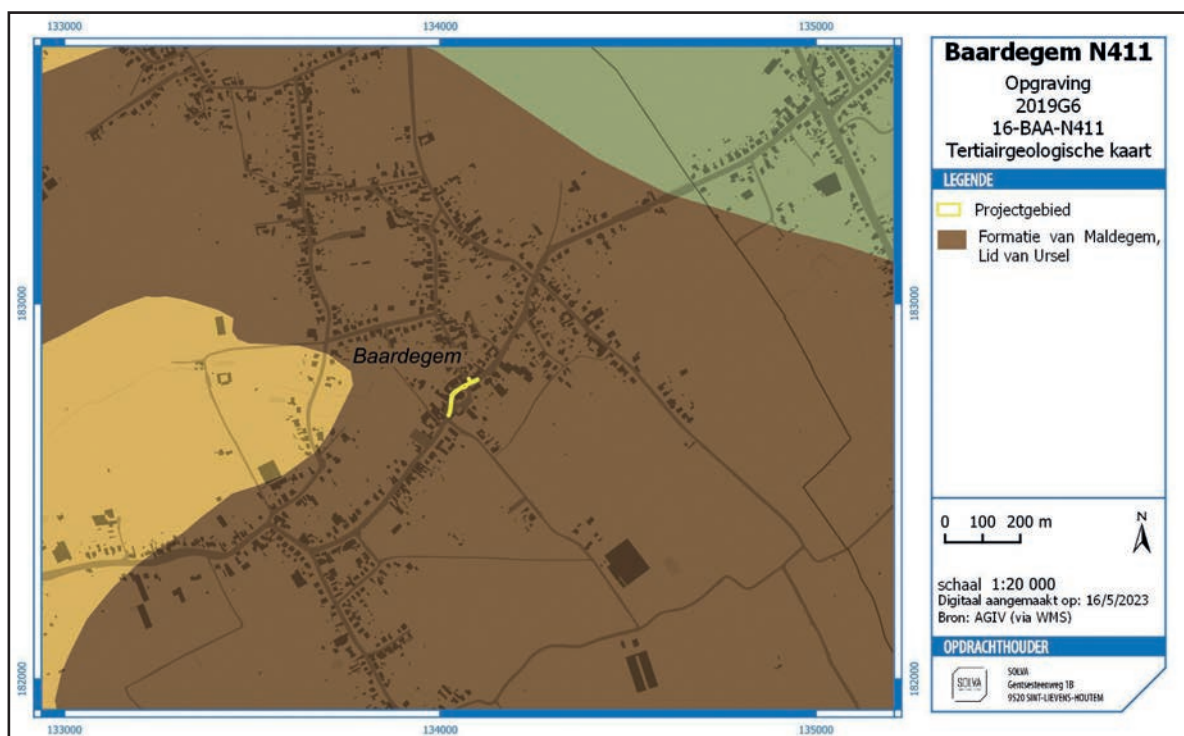 133000 134000 135000
183000
183000
Baardegem
182000
182000
133000 134000 135000
Baardegem N411
Opgraving
2019G6
16-BAA-N411
Tertiairgeologische kaart
LEGENDE
Projectgebied
Formatie van Maldegem,
Lid van Ursel
0 100 200 m
N
schaal 1:20 000
Digitaal aangemaakt op: 16/5/2023
Bron: AGIV (via WMS)
OPDRACHTHOUDER
SOLVA
SOLVA
Gentsesteenweg 1B
9520 SINT-LIEVENS-HOUTEM